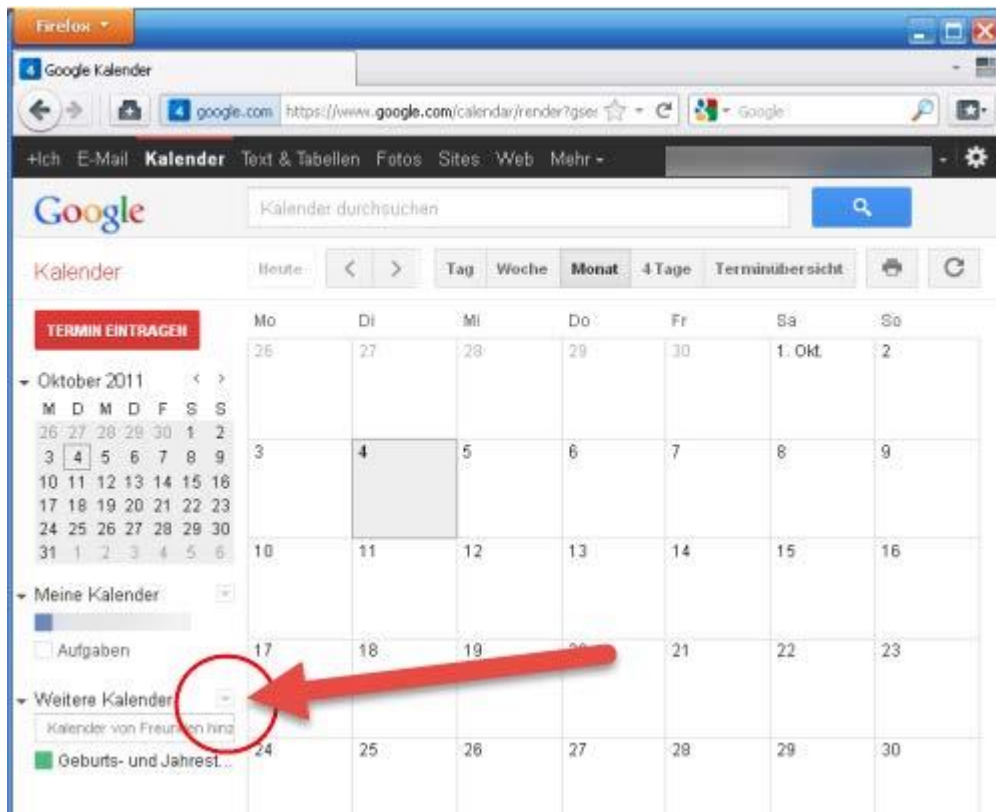 Firefox
4 Google Kalender
4 google.com https://www.google.com/calendar/render?gse Google
+Ich E-Mail Kalender Text & Tabellen Fotos Sites Web Mehr
Google Kalender durchsuchen
Kalender Heute Tag Woche Monat 4 Tage Terminübersicht
TERMIN EINTRAGEN
Mo Di Mi Do Fr Sa So
26 27 28 29 30 1. Okt 2
Oktober 2011 < >
M D M D F S S
26 27 28 29 30 1 2
3 4 5 6 7 8 9
10 11 12 13 14 15 16
17 18 19 20 21 22 23
24 25 26 27 28 29 30
31 1 2 3 4 5 6
3 4 5 6 7 8 9
10 11 12 13 14 15 16
Meine Kalender
Aufgaben
17 18 19 21 22 23
Weitere Kalender
Kalender von Freunden hinz
Geburts- und Jahrest...
24 25 26 27 28 29 30